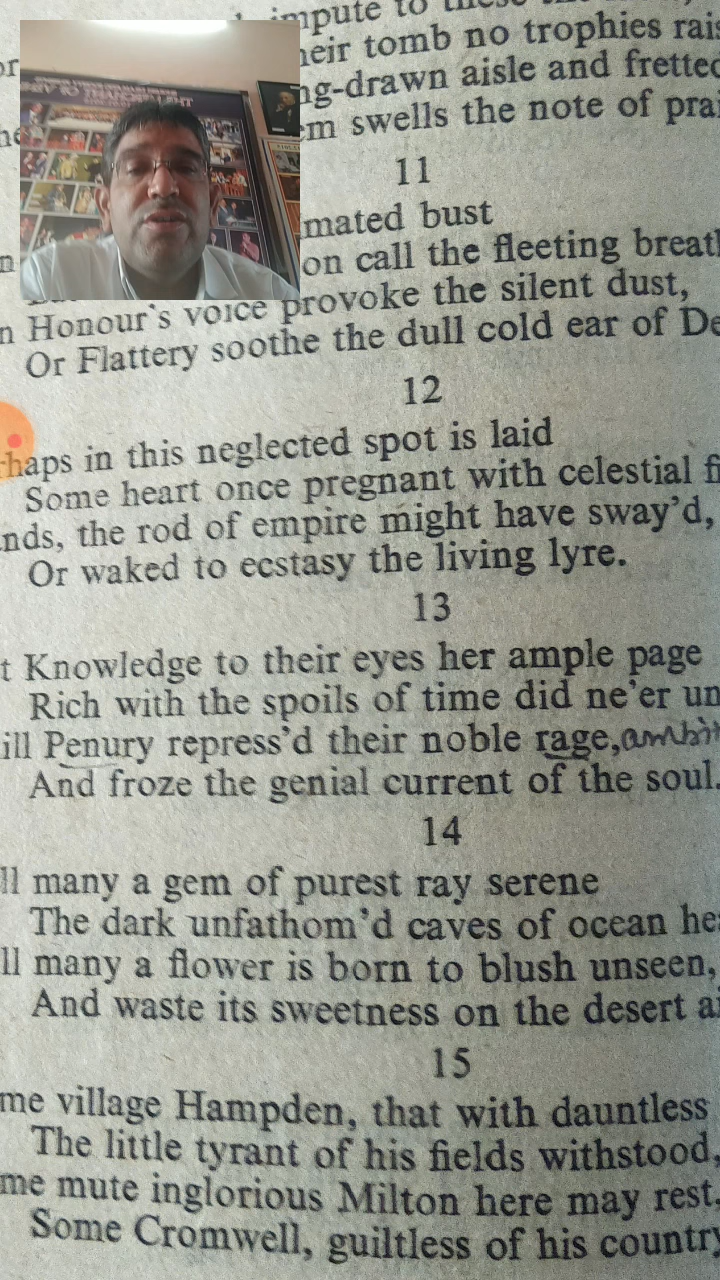 impute to these
their tomb no trophies rais
ng-drawn aisle and fretted
em swells the note of prai
11
mated bust
on call the fleeting breath
n Honour's voice provoke the silent dust,
Or Flattery soothe the dull cold ear of De
12
rhaps in this neglected spot is laid
Some heart once pregnant with celestial fi
nds, the rod of empire might have sway'd,
Or waked to ecstasy the living lyre.
13
t Knowledge to their eyes her ample page
Rich with the spoils of time did ne'er un
ill Penury repress'd their noble rage,
And froze the genial current of the soul.
14
ll many a gem of purest ray serene
The dark unfathom'd caves of ocean be
ll many a flower is born to blush unseen,
And waste its sweetness on the desert ai
15
me village Hampden, that with dauntless
The little tyrant of his fields withstood,
me mute inglorious Milton here may rest,
Some Cromwell, guiltless of his country